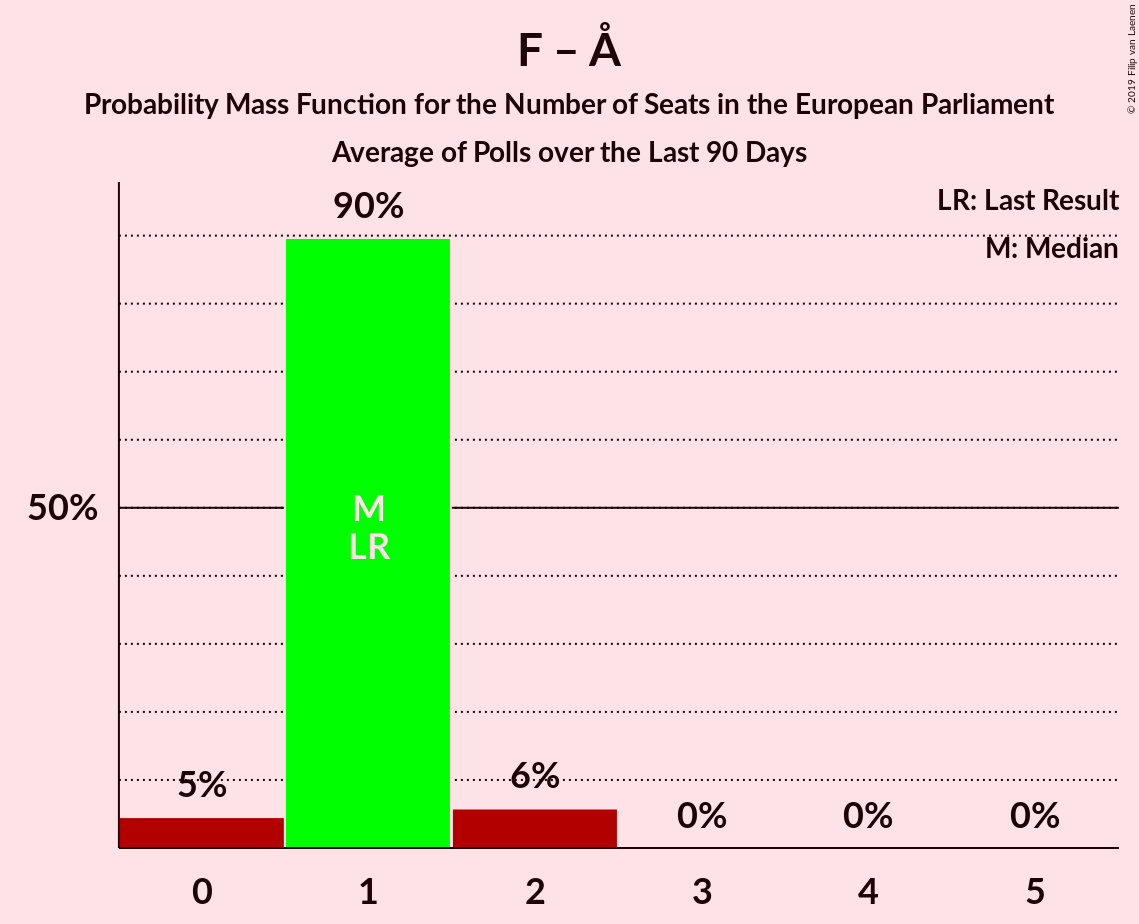 F – Å
Probability Mass Function for the Number of Seats in the European Parliament
Average of Polls over the Last 90 Days
© 2019 Filip van Laenen
LR: Last Result
M: Median
90%
50%
M
LR
5%
6%
0%
0%
0%
0
1
2
3
4
5